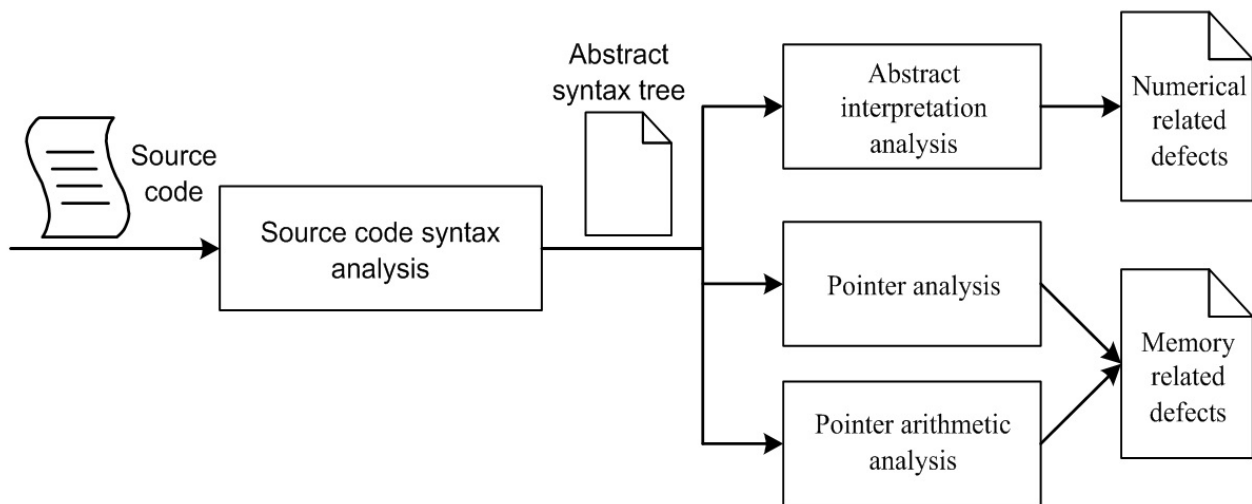 Source
code
Source code syntax
analysis
Abstract
syntax tree
Abstract
interpretation
analysis
Numerical
related
defects
Pointer analysis
Pointer arithmetic
analysis
Memory
related
defects